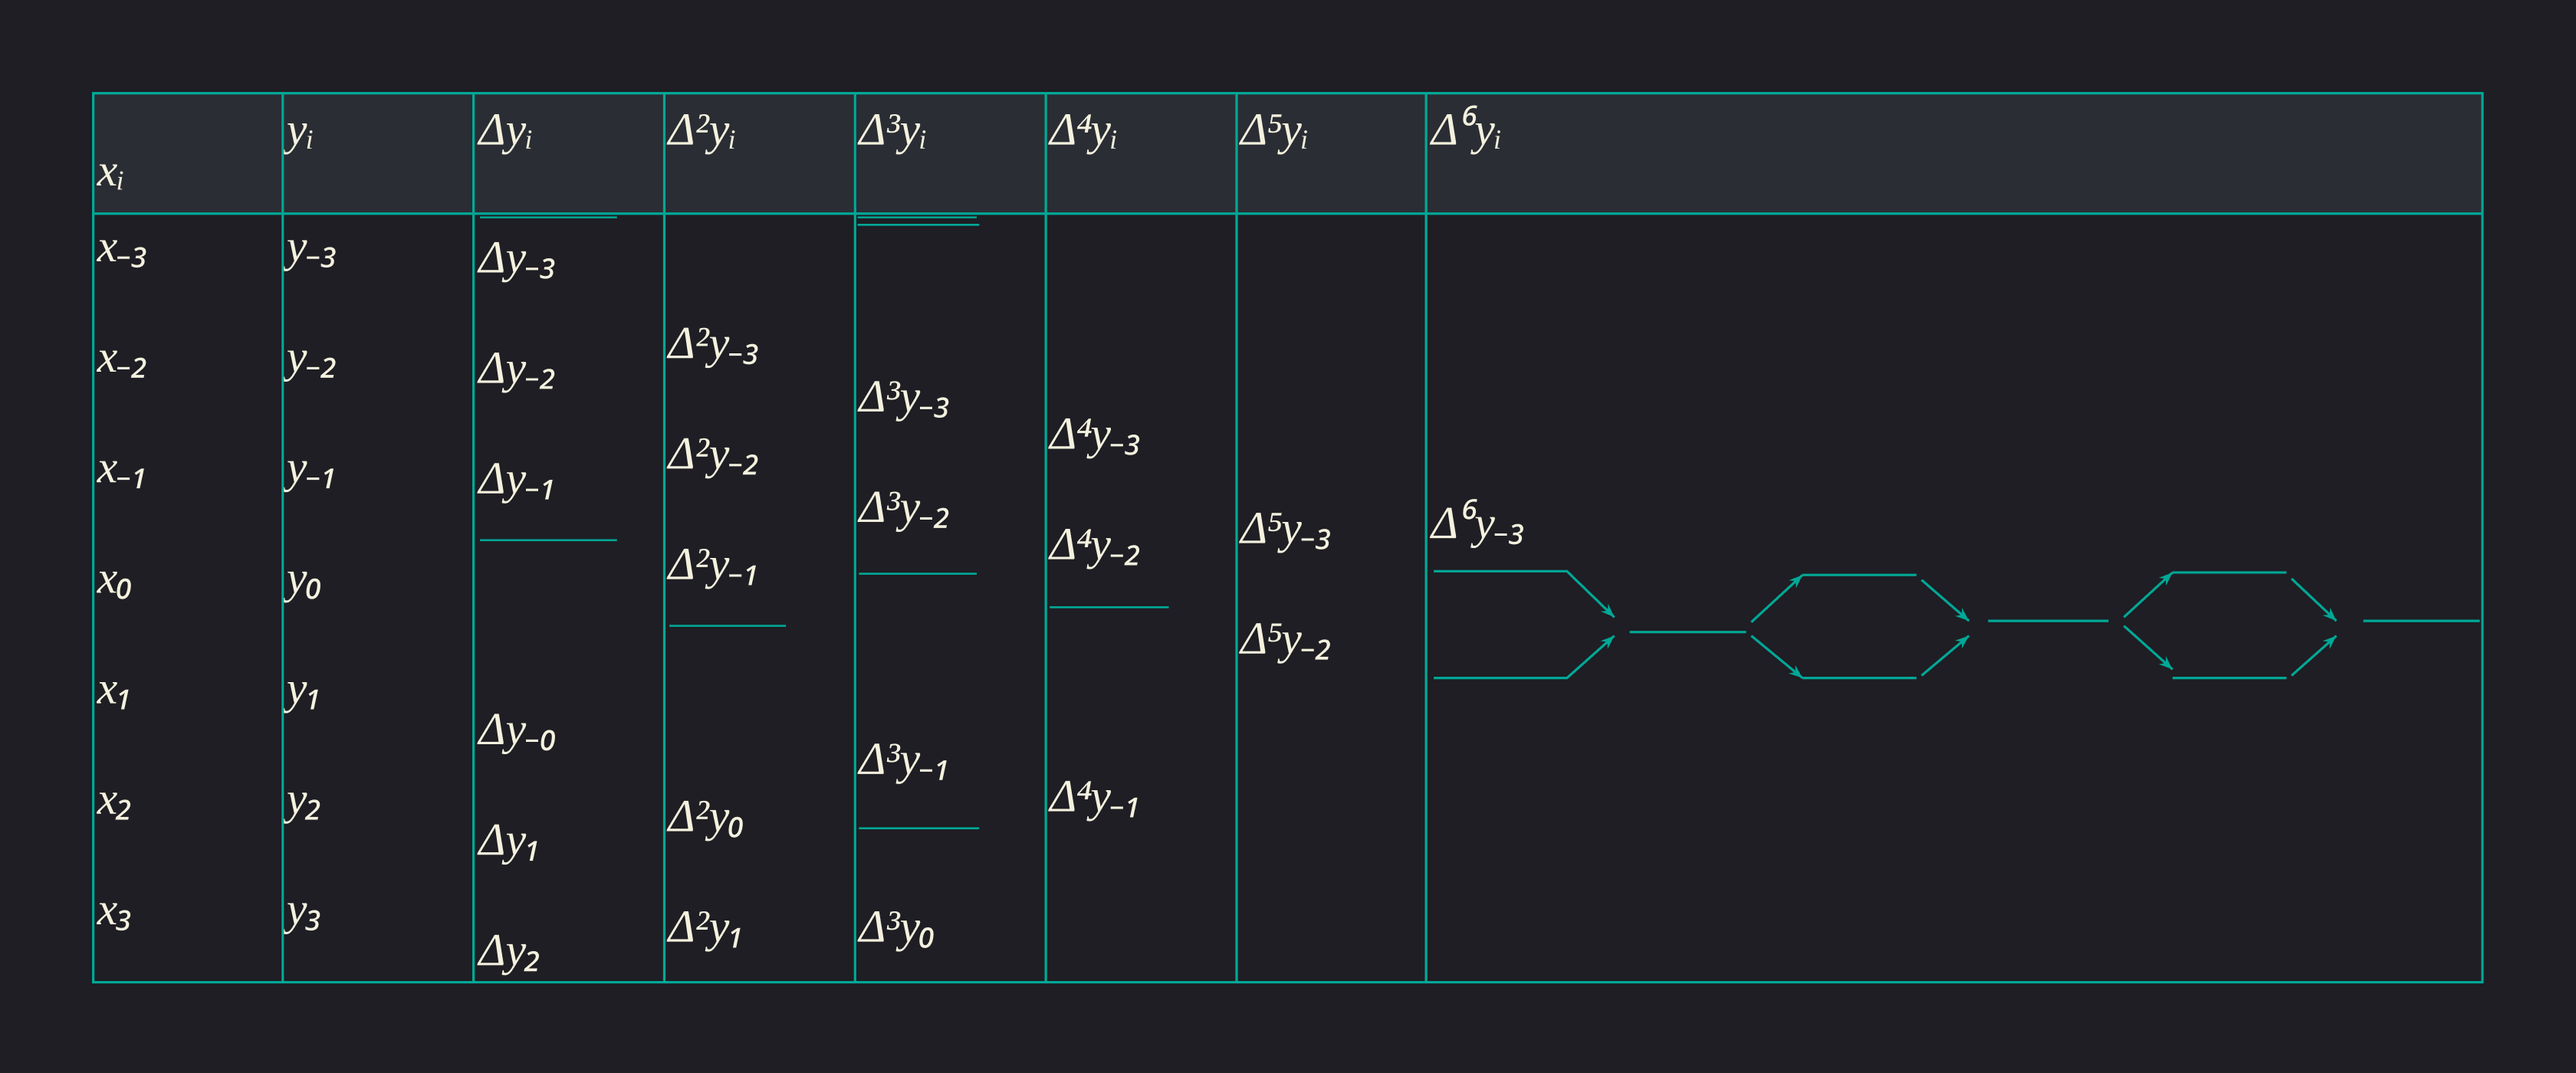 xᵢ yᵢ Δyᵢ Δ²yᵢ Δ³yᵢ Δ⁴yᵢ Δ⁵yᵢ Δ⁶yᵢ
x₋₃ y₋₃ Δy₋₃
Δ²y₋₃
x₋₂ y₋₂ Δy₋₂
Δ³y₋₃
Δ⁴y₋₃
x₋₁ y₋₁ Δy₋₁ Δ²y₋₂
Δ³y₋₂ Δ⁵y₋₃ Δ⁶y₋₃
Δ⁴y₋₂
x₀ y₀ Δ²y₋₁
Δ⁵y₋₂
x₁ y₁
Δy₋₀
Δ³y₋₁
x₂ y₂ Δ²y₀ Δ⁴y₋₁
Δy₁
x₃ y₃ Δ²y₁ Δ³y₀
Δy₂